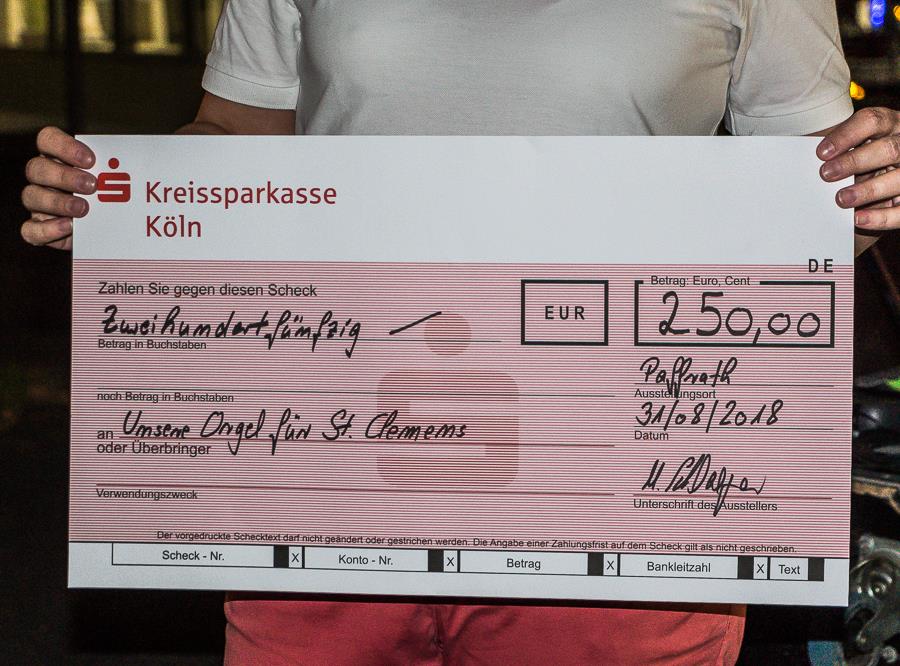 Kreissparkasse
Köln
DE
Zahlen Sie gegen diesen Scheck
Zweihundertfünfzig
Betrag in Buchstaben
EUR
Betrag: Euro, Cent
250,00
noch Betrag in Buchstaben
Paffrath
Ausstellungsort
an Unsere Orgel für St. Clemens
oder Überbringer
31/08/2018
Datum
Verwendungszweck
Unterschrift des Ausstellers
Der vorgedruckte Schecktext darf nicht geändert oder gestrichen werden. Die Angabe einer Zahlungsfrist auf dem Scheck gilt als nicht geschrieben.
Scheck - Nr. X Konto - Nr. X Betrag X Bankleitzahl X Text